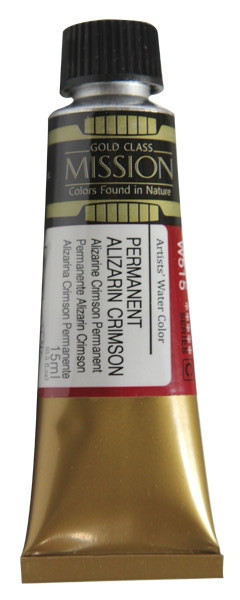 GOLD CLASS
MISSION
Colors Found in Nature
Artists' Water Color
PERMANENT
ALIZARIN CRIMSON
Alizarine Crimson Permanent
Permanente Alizarin Crimson
Alizarina Crimson Permanente
15ml